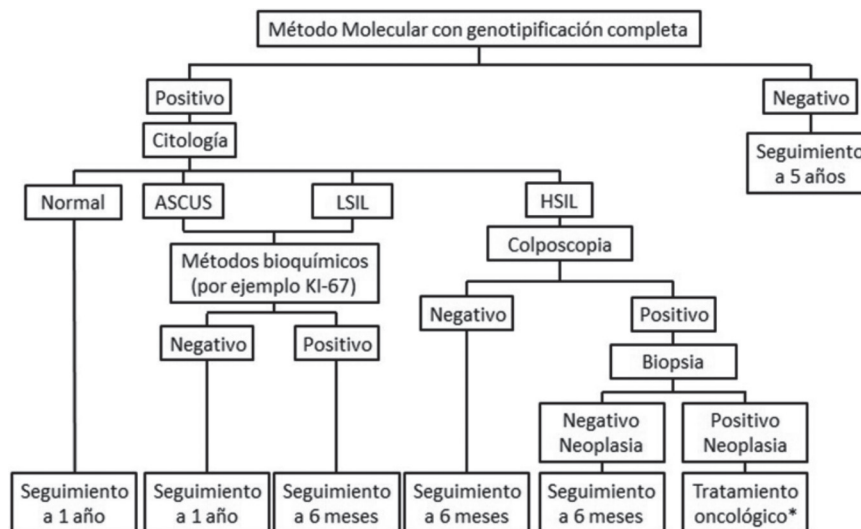 Método Molecular con genotipificación completa
Positivo
Negativo
Citología
Seguimiento
a 5 años
Normal
ASCUS
LSIL
HSIL
Métodos bioquímicos
(por ejemplo KI-67)
Colposcopia
Negativo
Positivo
Negativo
Positivo
Biopsia
Negativo
Neoplasia
Positivo
Neoplasia
Seguimiento
a 1 año
Seguimiento
a 1 año
Seguimiento
a 6 meses
Seguimiento
a 6 meses
Seguimiento
a 6 meses
Tratamiento
oncológico*